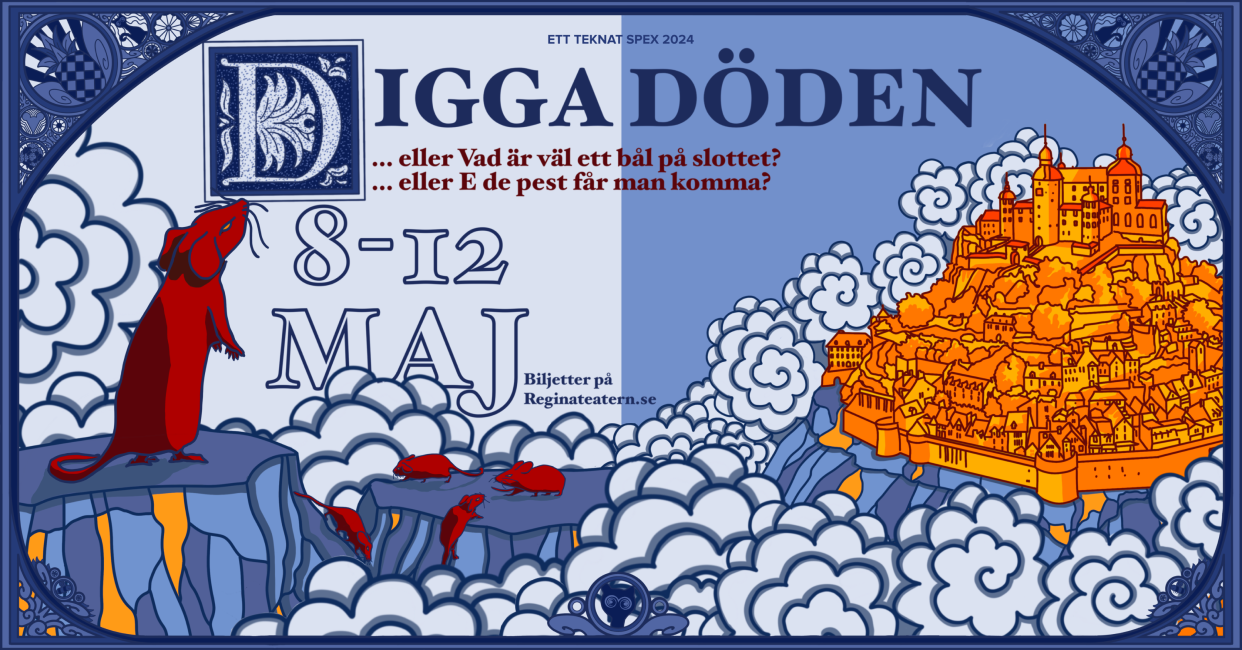 ETT TEKNAT SPEX 2024
DIGGA DÖDEN
... eller Vad är väl ett bål på slottet?
... eller E de pest får man komma?
8-12
MAJ
Biljetter på
Reginateatern.se